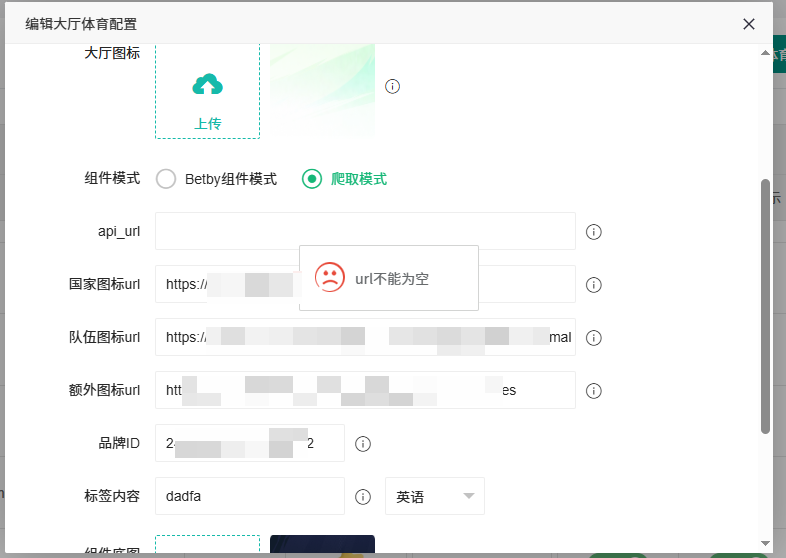 编辑大厅体育配置
大厅图标
上传
组件模式 Betby组件模式 爬取模式
api_url
url不能为空
国家图标url https://
队伍图标url https:/ mal
额外图标url htt es
品牌ID 2 2
标签内容 dadfa 英语
组件底图
示